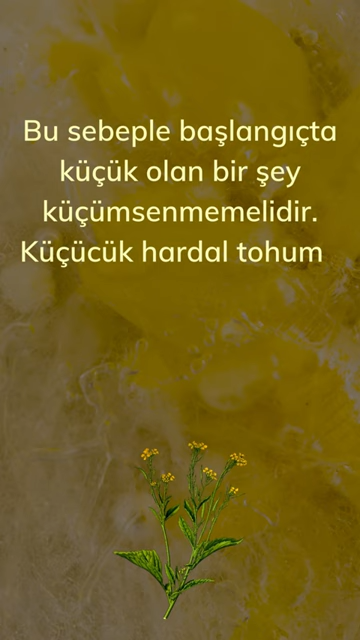 Bu sebeple başlangıçta
küçük olan bir şey
küçümsenmemelidir.
Küçücük hardal tohum